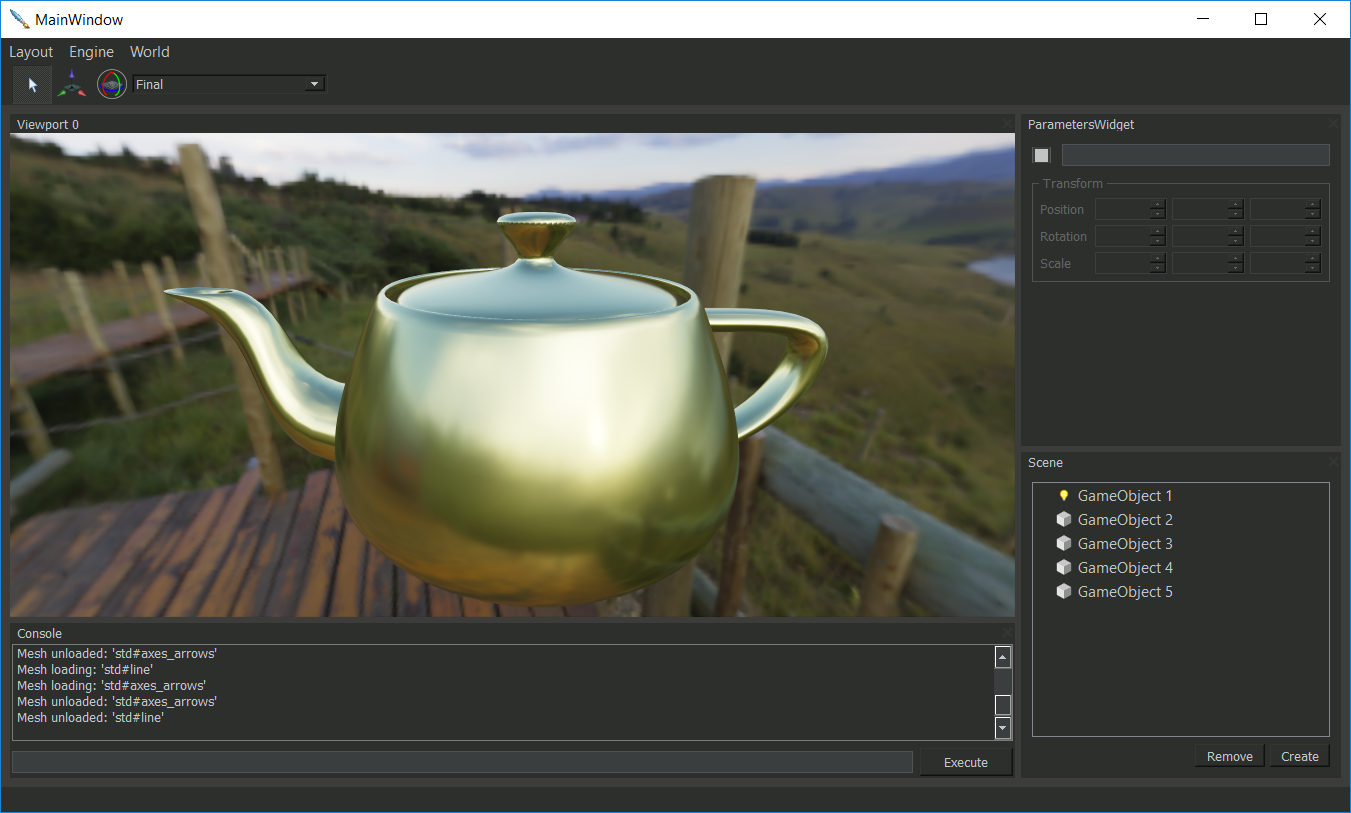 MainWindow
Layout Engine World
Final
Viewport 0
ParametersWidget
Transform
Position
Rotation
Scale
Scene
GameObject 1
GameObject 2
GameObject 3
GameObject 4
GameObject 5
Remove Create
Console
Mesh unloaded: 'std#axes_arrows'
Mesh loading: 'std#line'
Mesh loading: 'std#axes_arrows'
Mesh unloaded: 'std#axes_arrows'
Mesh unloaded: 'std#line'
Execute